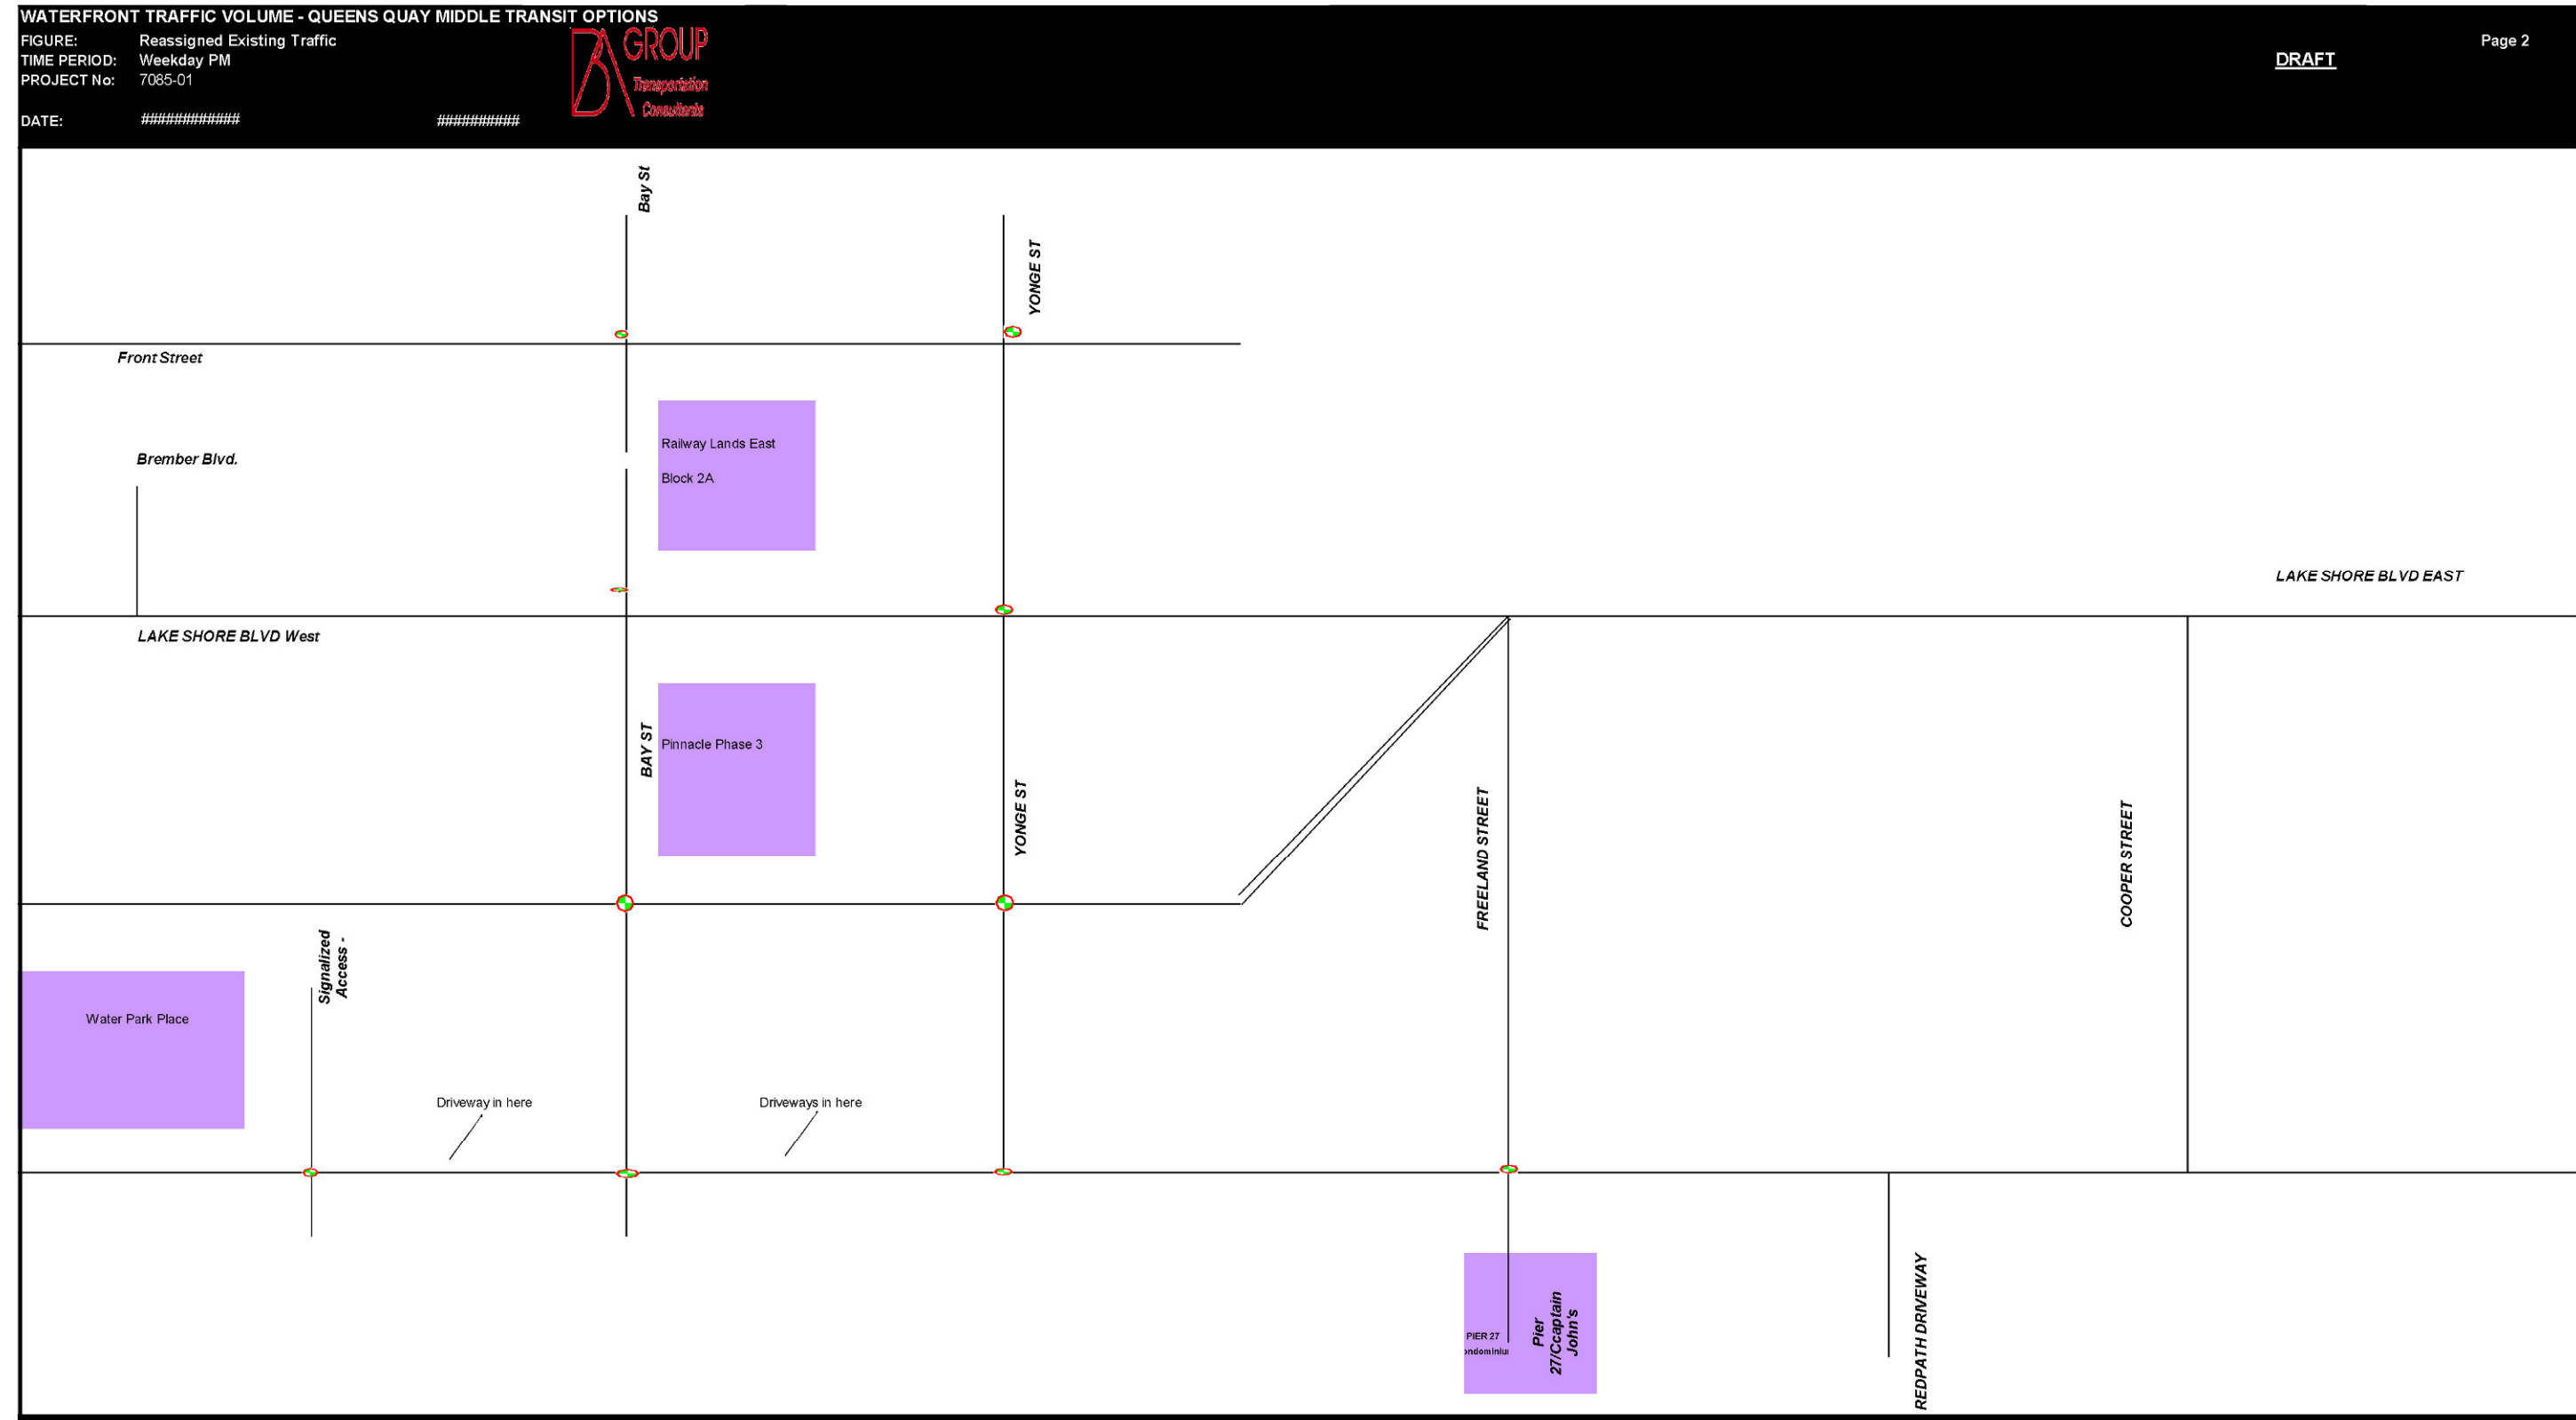 WATERFRONT TRAFFIC VOLUME - QUEENS QUAY MIDDLE TRANSIT OPTIONS
FIGURE: Reassigned Existing Traffic
TIME PERIOD: Weekday PM
PROJECT No: 7085-01
DATE: ############ ##########
BA GROUP
Transportation
Consultants
DRAFT
Page 2
Bay St
YONGE ST
Front Street
Railway Lands East
Block 2A
Brember Blvd.
LAKE SHORE BLVD EAST
LAKE SHORE BLVD West
BAY ST
Pinnacle Phase 3
YONGE ST
FREELAND STREET
COOPER STREET
Signalized
Access -
Water Park Place
Driveway in here
Driveways in here
PIER 27
ondominiu
Pier
27/Ccaptain
John's
REDPATH DRIVEWAY